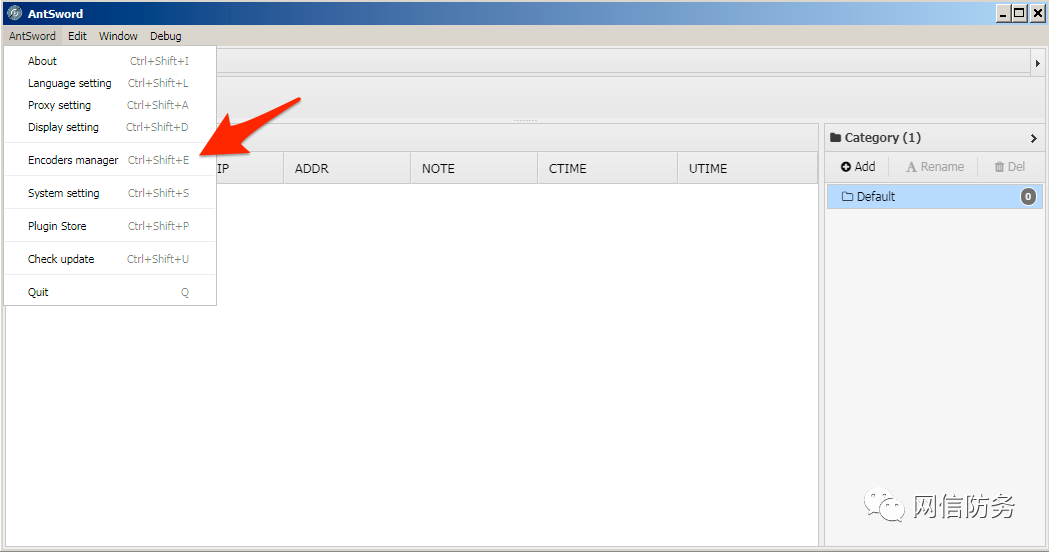 AntSword
AntSword Edit Window Debug
About Ctrl+Shift+I
Language setting Ctrl+Shift+L
Proxy setting Ctrl+Shift+A
Display setting Ctrl+Shift+D
Encoders manager Ctrl+Shift+E
System setting Ctrl+Shift+S
Plugin Store Ctrl+Shift+P
Check update Ctrl+Shift+U
Quit Q
IP ADDR NOTE CTIME UTIME
Category (1)
Add Rename Del
Default 0
网信防务